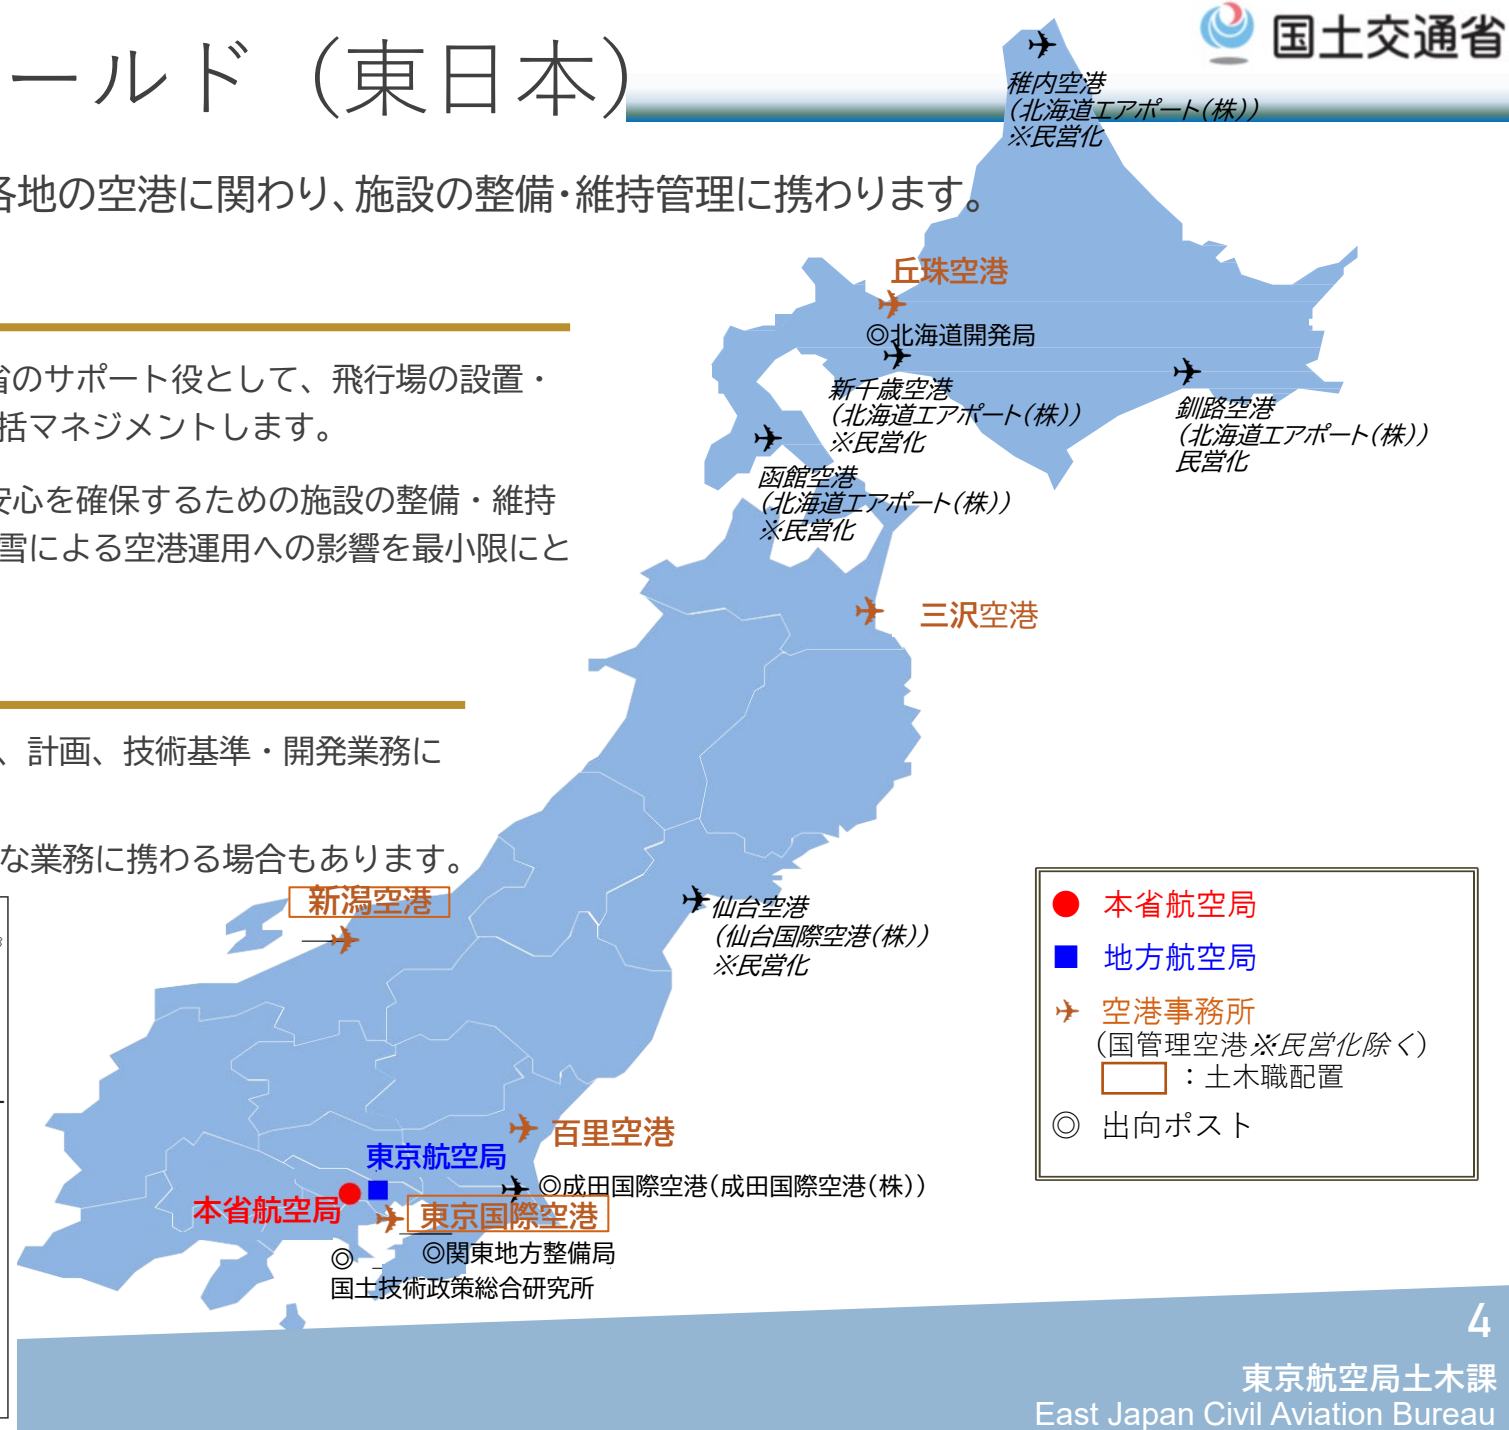 ールド（東日本）
国土交通省
各地の空港に関わり、施設の整備・維持管理に携わります。
省のサポート役として、飛行場の設置・
括マネジメントします。
安心を確保するための施設の整備・維持
雪による空港運用への影響を最小限にと
、計画、技術基準・開発業務に
な業務に携わる場合もあります。
稚内空港
(北海道エアポート(株))
※民営化
丘珠空港
◎北海道開発局
新千歳空港
(北海道エアポート(株))
※民営化
釧路空港
(北海道エアポート(株))
民営化
函館空港
(北海道エアポート(株))
※民営化
三沢空港
新潟空港
仙台空港
(仙台国際空港(株))
※民営化
百里空港
東京航空局
◎成田国際空港(成田国際空港(株))
本省航空局
東京国際空港
◎関東地方整備局
◎
国土技術政策総合研究所
本省航空局
地方航空局
空港事務所
(国管理空港※民営化除く)
：土木職配置
◎ 出向ポスト
4
東京航空局土木課
East Japan Civil Aviation Bureau